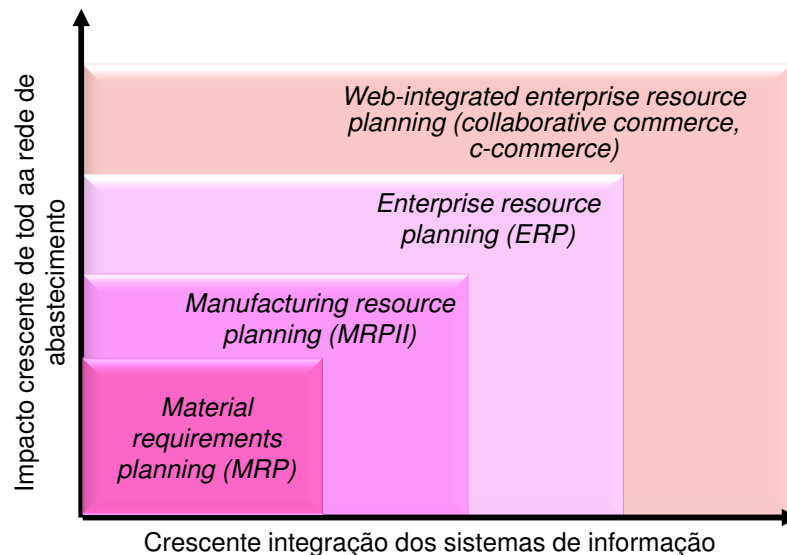 Impacto crescente de tod aa rede de
abastecimento
Web-integrated enterprise resource
planning (collaborative commerce,
c-commerce)
Enterprise resource
planning (ERP)
Manufacturing resource
planning (MRPII)
Material
requirements
planning (MRP)
Crescente integração dos sistemas de informação